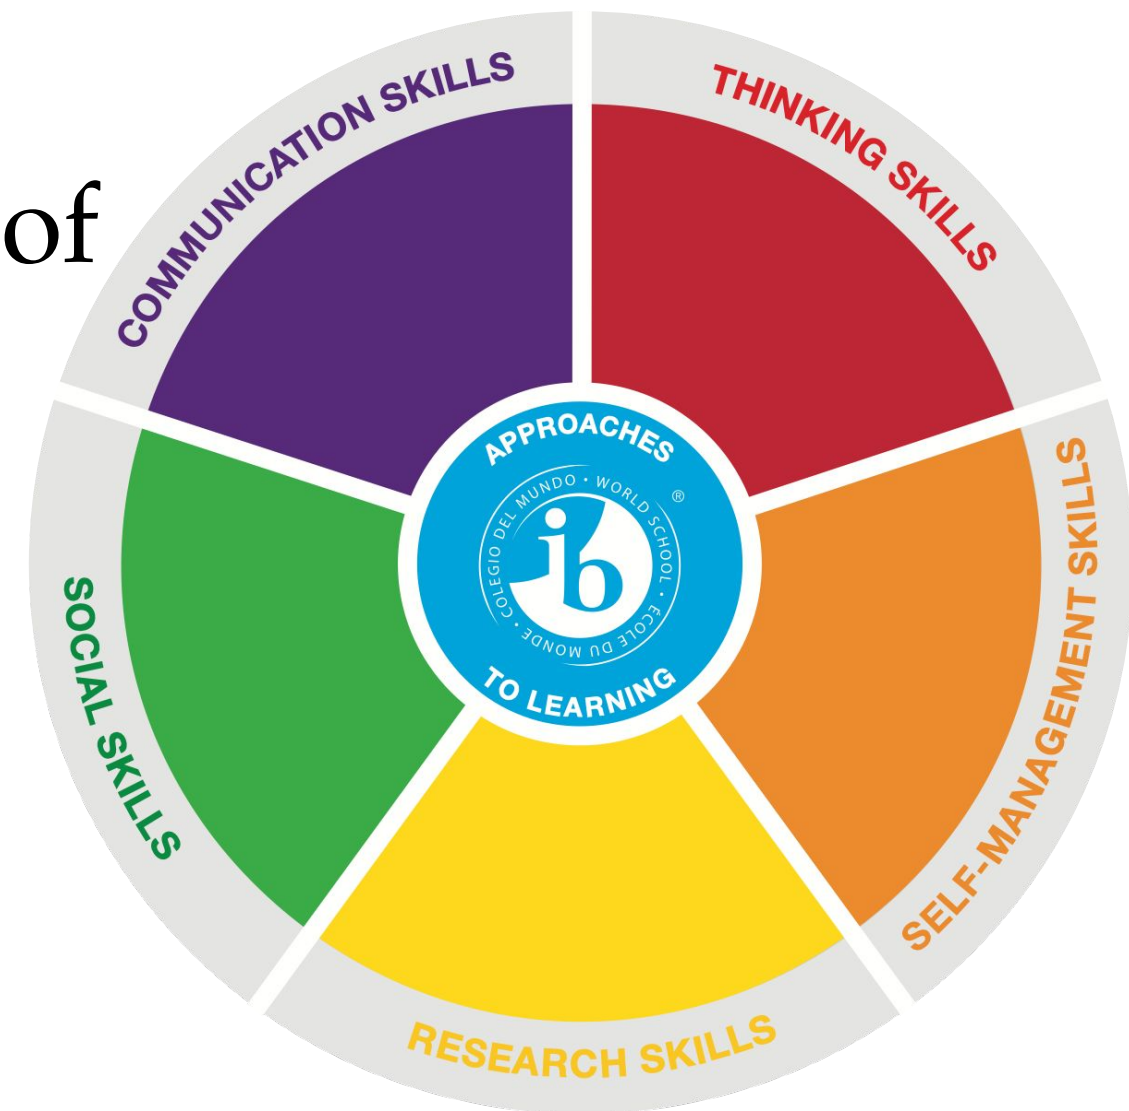 of
COMMUNICATION SKILLS
THINKING SKILLS
SELF-MANAGEMENT SKILLS
RESEARCH SKILLS
SOCIAL SKILLS
APPROACHES
TO LEARNING
COLEGIO DEL MUNDO • WORLD SCHOOL • ÉCOLE DU MONDE •
®
ib